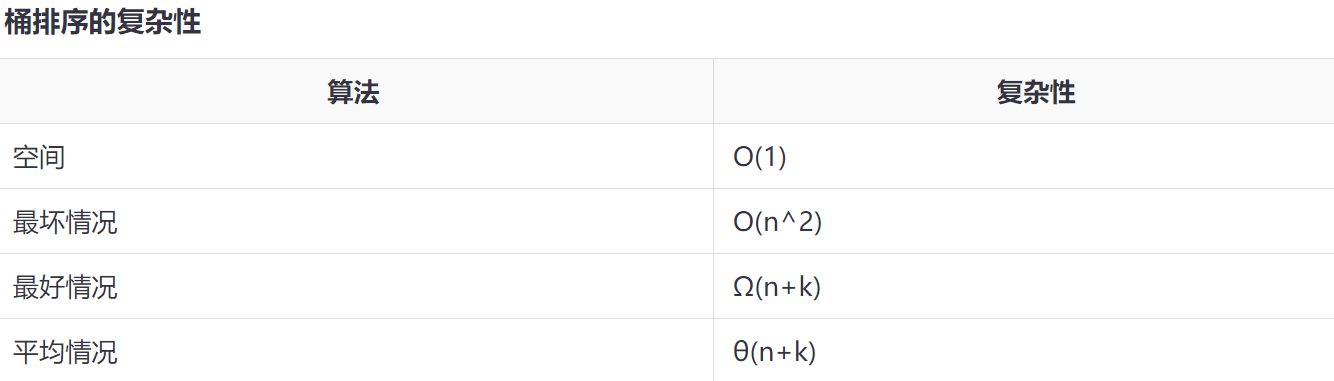 桶排序的复杂性
算法 复杂性
空间 O(1)
最坏情况 O(n^2)
最好情况 Ω(n+k)
平均情况 θ(n+k)